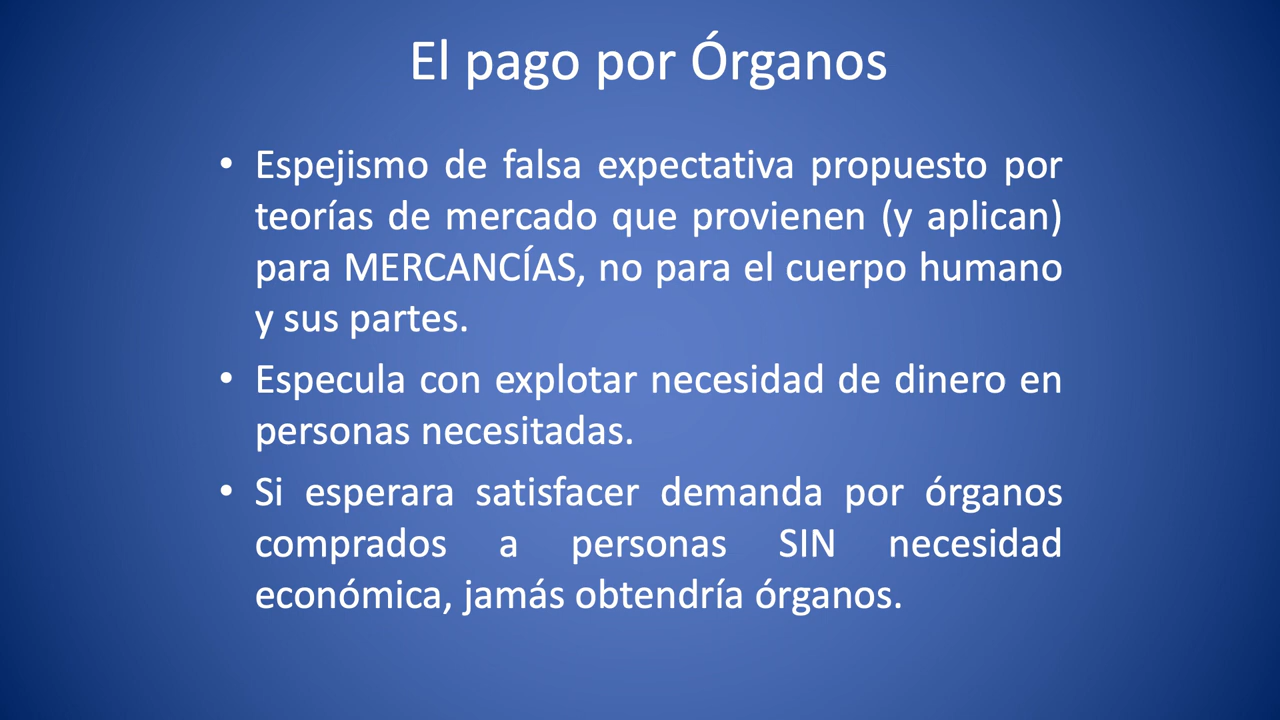 El pago por Órganos
• Espejismo de falsa expectativa propuesto por
teorías de mercado que provienen (y aplican)
para MERCANCÍAS, no para el cuerpo humano
y sus partes.
• Especula con explotar necesidad de dinero en
personas necesitadas.
• Si esperara satisfacer demanda por órganos
comprados a personas SIN necesidad
económica, jamás obtendría órganos.